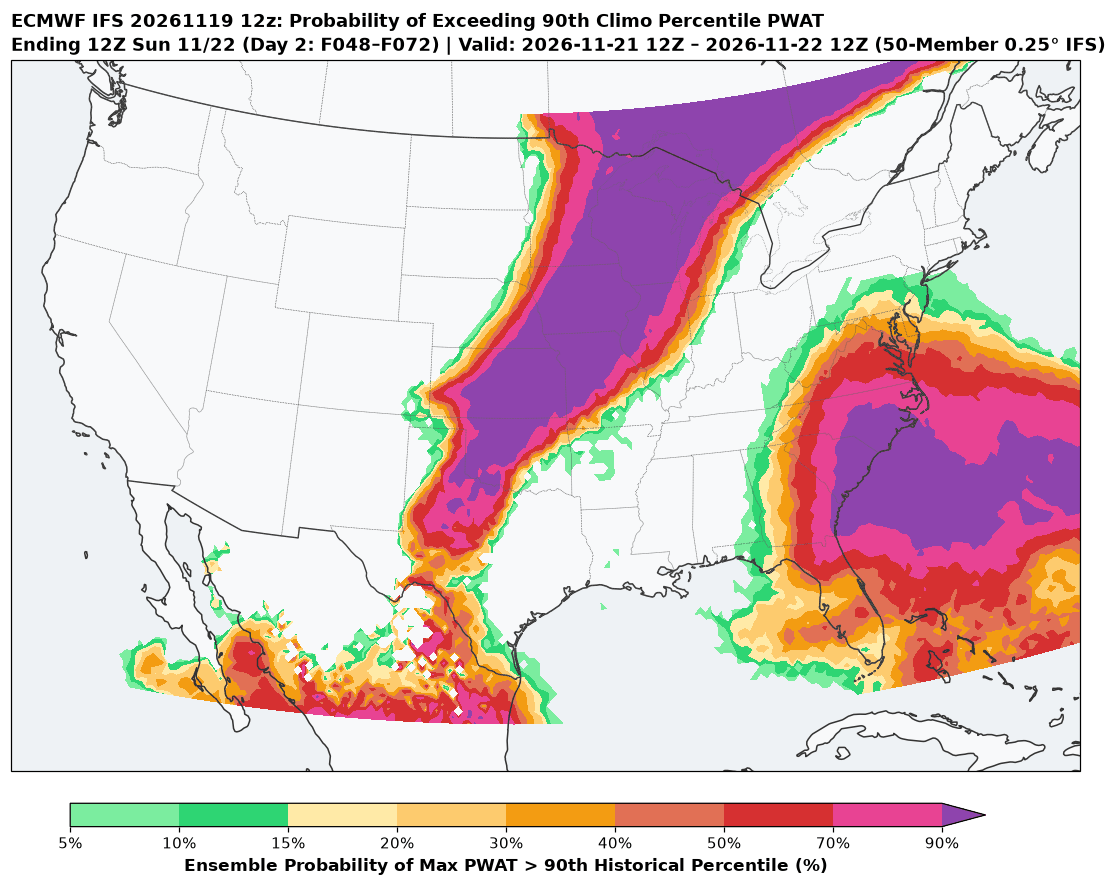 ECMWF IFS 20261119 12z: Probability of Exceeding 90th Climo Percentile PWAT
Ending 12Z Sun 11/22 (Day 2: F048–F072) | Valid: 2026-11-21 12Z – 2026-11-22 12Z (50-Member 0.25° IFS)
5% 10% 15% 20% 30% 40% 50% 70% 90%
Ensemble Probability of Max PWAT > 90th Historical Percentile (%)